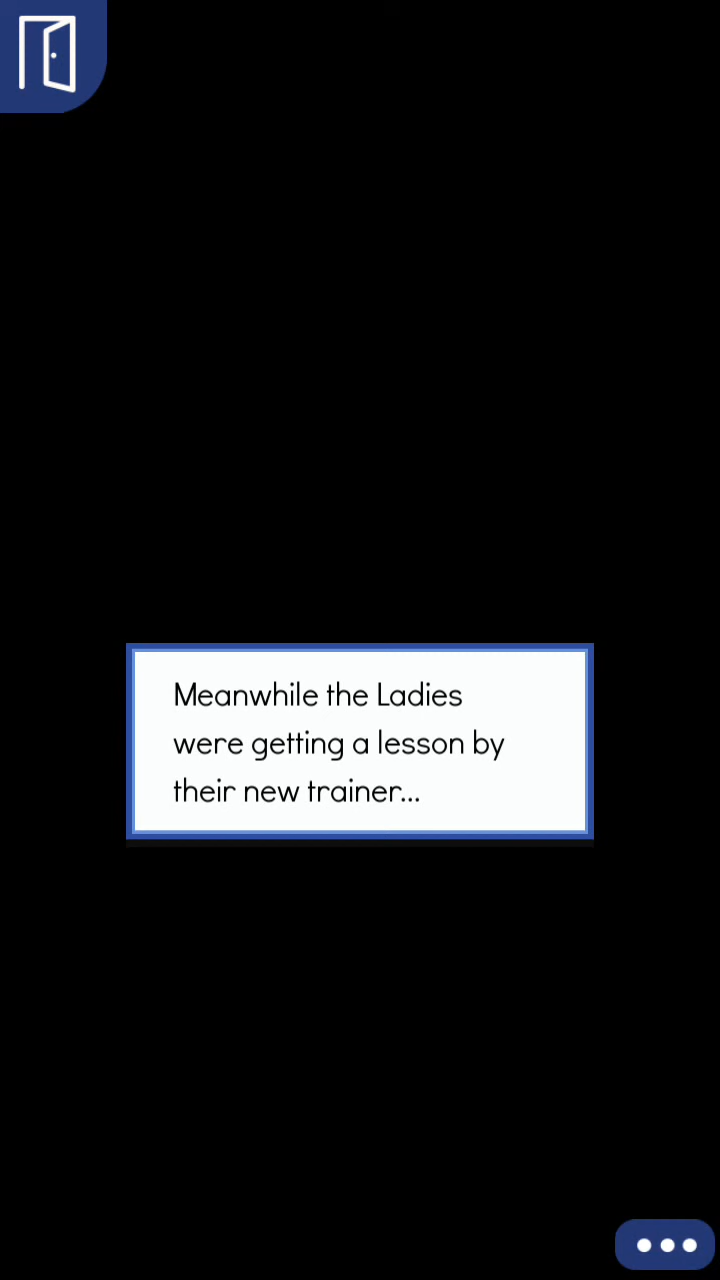 Meanwhile the Ladies
were getting a lesson by
their new trainer...